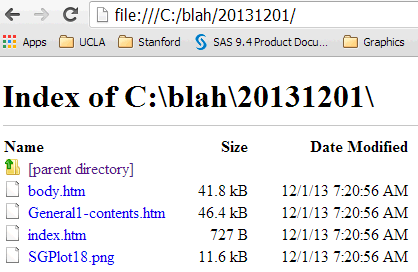 file:///C:/blah/20131201/
Apps UCLA Stanford SAS 9.4 Product Docu... Graphics
Index of C:\blah\20131201\
Name Size Date Modified
[parent directory]
body.htm 41.8 kB 12/1/13 7:20:56 AM
General1-contents.htm 46.4 kB 12/1/13 7:20:56 AM
index.htm 727 B 12/1/13 7:20:56 AM
SGPlot18.png 11.6 kB 12/1/13 7:20:56 AM